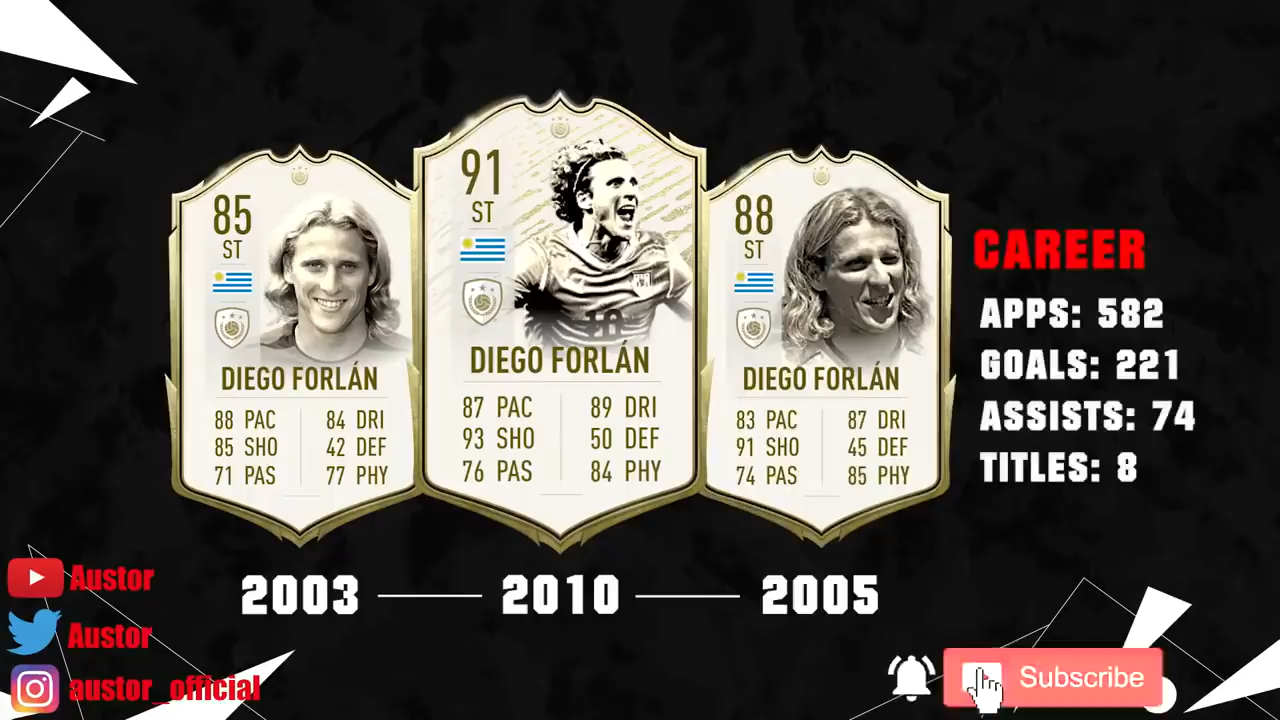 85
ST
DIEGO FORLÁN
88 PAC
84 DRI
85 SHO
42 DEF
71 PAS
77 PHY
91
ST
DIEGO FORLÁN
87 PAC
89 DRI
93 SHO
50 DEF
76 PAS
84 PHY
88
ST
DIEGO FORLÁN
83 PAC
87 DRI
91 SHO
45 DEF
74 PAS
85 PHY
CAREER
APPS: 582
GOALS: 221
ASSISTS: 74
TITLES: 8
2003
2010
2005
Austor
Austor
austor_official
Subscribe